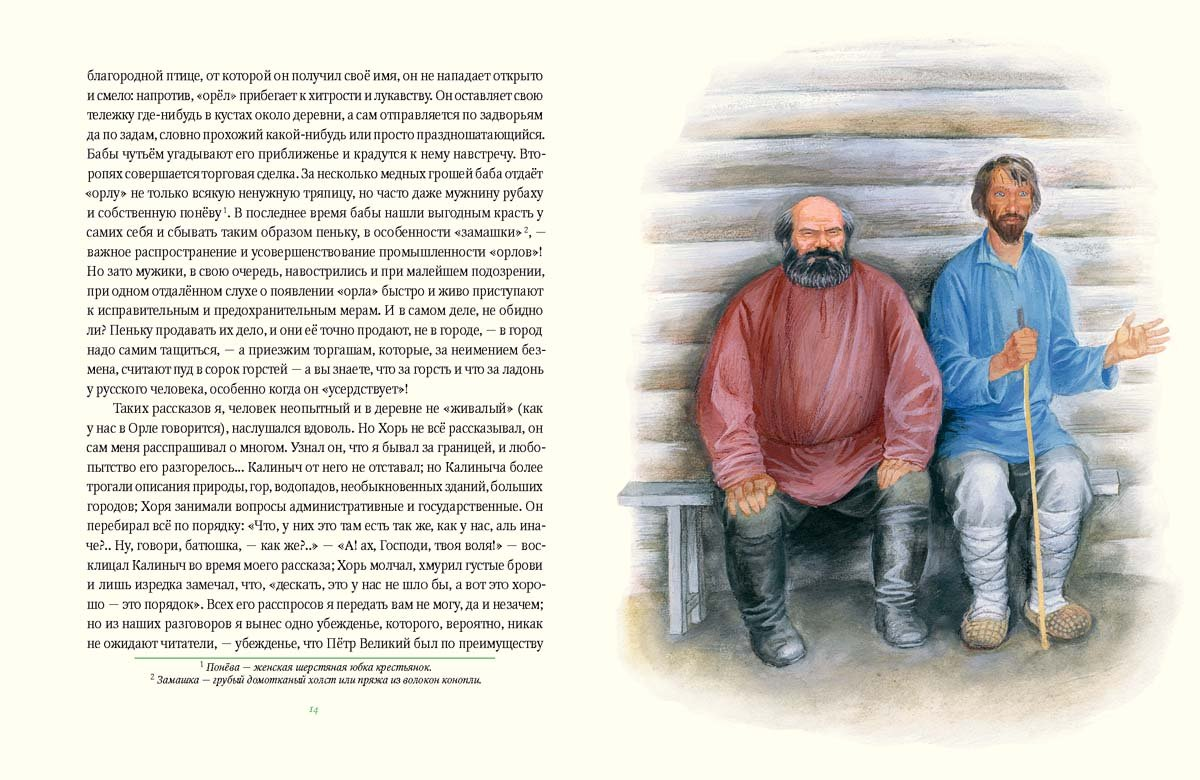 благородной птице, от которой он получил своё имя, он не нападает открыто
и смело: напротив, «орёл» прибегает к хитрости и лукавству. Он оставляет свою
тележку где-нибудь в кустах около деревни, а сам отправляется по задворьям
да по задам, словно прохожий какой-нибудь или просто праздношатающийся.
Бабы чутьём угадывают его приближенье и крадутся к нему навстречу. Вто-
ропях совершается торговая сделка. За несколько медных грошей баба отдаёт
«орлу» не только всякую ненужную тряпицу, но часто даже мужнину рубаху
и собственную понёву¹. В последнее время бабы нашли выгодным красть у
самих себя и сбывать таким образом пеньку, в особенности «замашки»², —
важное распространение и усовершенствование промышленности «орлов»!
Но зато мужики, в свою очередь, навострились и при малейшем подозрении,
при одном отдалённом слухе о появлении «орла» быстро и живо приступают
к исправительным и предохранительным мерам. И в самом деле, не обидно
ли? Пеньку продавать их дело, и они её точно продают, не в городе, — в город
надо самим тащиться, — а приезжим торгашам, которые, за неимением без-
мена, считают пуд в сорок горстей — а вы знаете, что за горсть и что за ладонь
у русского человека, особенно когда он «усердствует»!
Таких рассказов я, человек неопытный и в деревне не «живалый» (как
у нас в Орле говорится), наслушался вдоволь. Но Хорь не всё рассказывал, он
сам меня расспрашивал о многом. Узнал он, что я бывал за границей, и любо-
пытство его разгорелось... Калиныч от него не отставал; но Калиныча более
трогали описания природы, гор, водопадов, необыкновенных зданий, больших
городов; Хоря занимали вопросы административные и государственные. Он
перебирал всё по порядку: «Что, у них это там есть так же, как у нас, аль ина-
че?.. Ну, говори, батюшка, — как же?..» — «А! ах, Господи, твоя воля!» — вос-
клицал Калиныч во время моего рассказа; Хорь молчал, хмурил густые брови
и лишь изредка замечал, что, «дескать, это у нас не шло бы, а вот это хоро-
шо — это порядок». Всех его расспросов я передать вам не могу, да и незачем;
но из наших разговоров я вынес одно убежденье, которого, вероятно, никак
не ожидают читатели, — убежденье, что Пётр Великий был по преимуществу
¹ Понёва — женская шерстяная юбка крестьянок.
² Замашка — грубый домотканый холст или пряжа из волокон конопли.
14